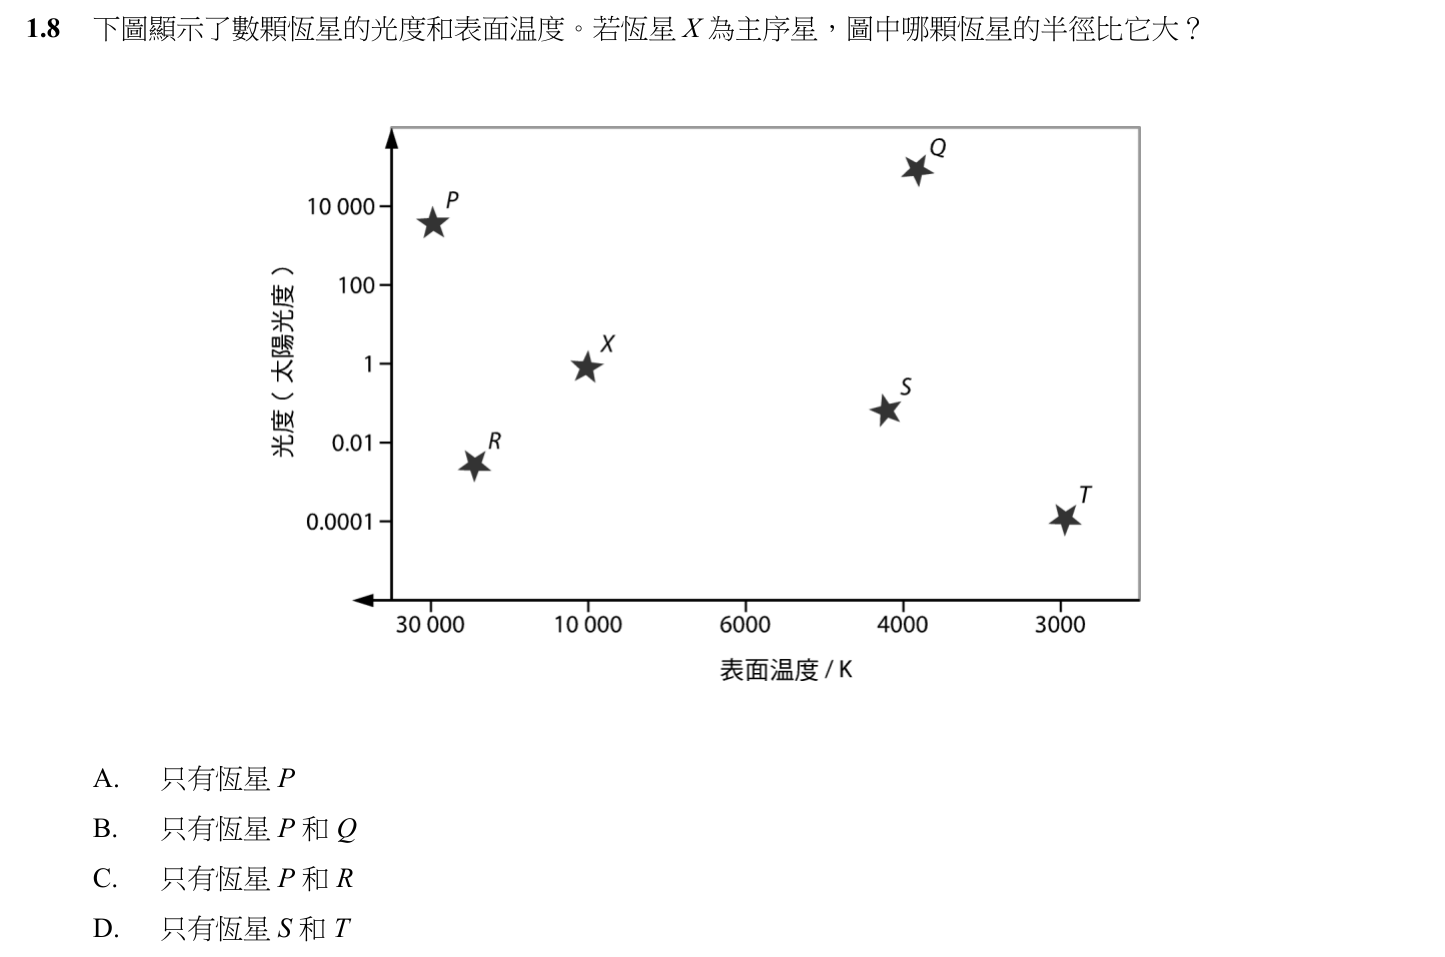 1.8 下圖顯示了數顆恆星的光度和表面温度。若恆星 X 為主序星，圖中哪顆恆星的半徑比它大？
Q
P
10 000
100
X
1
S
R
0.01
T
0.0001
光度（太陽光度）
30 000 10 000 6000 4000 3000
表面温度 / K
A. 只有恆星 P
B. 只有恆星 P 和 Q
C. 只有恆星 P 和 R
D. 只有恆星 S 和 T